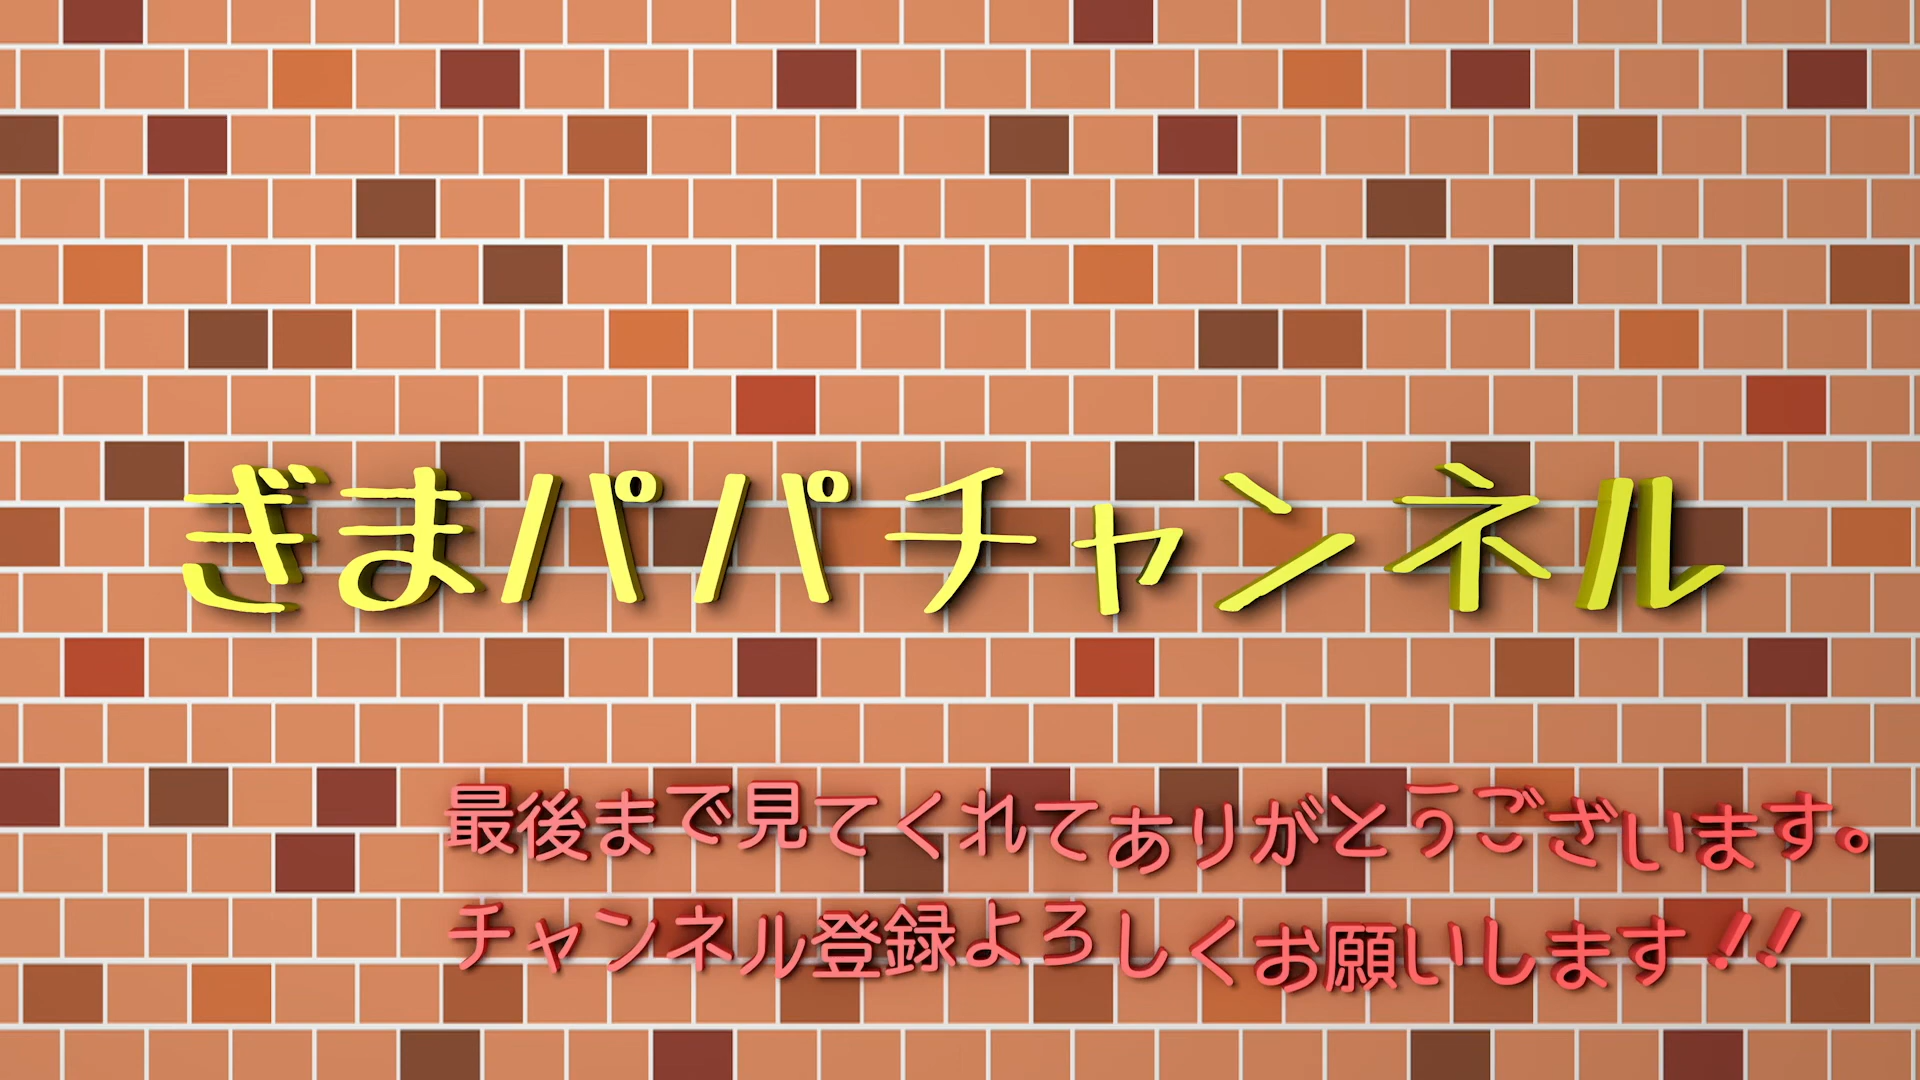 ぎまパパチャンネル
最後まで見てくれてありがとうございます。
チャンネル登録よろしくお願いします!!